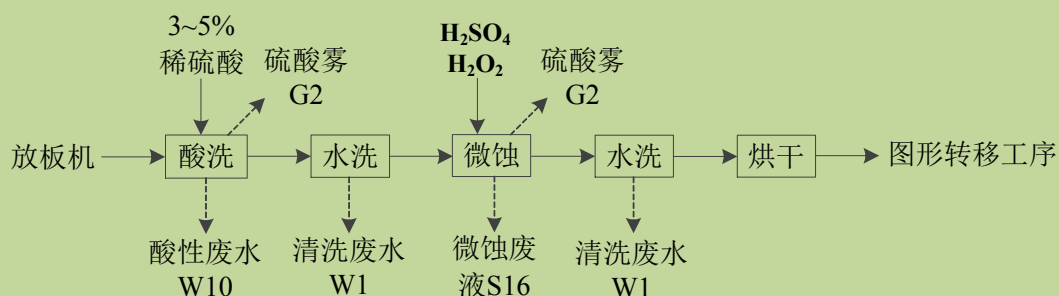 3~5%
稀硫酸
硫酸雾
G2
H₂SO₄
H₂O₂
硫酸雾
G2
放板机
酸洗
水洗
微蚀
水洗
烘干
图形转移工序
酸性废水
W10
清洗废水
W1
微蚀废
液S16
清洗废水
W1